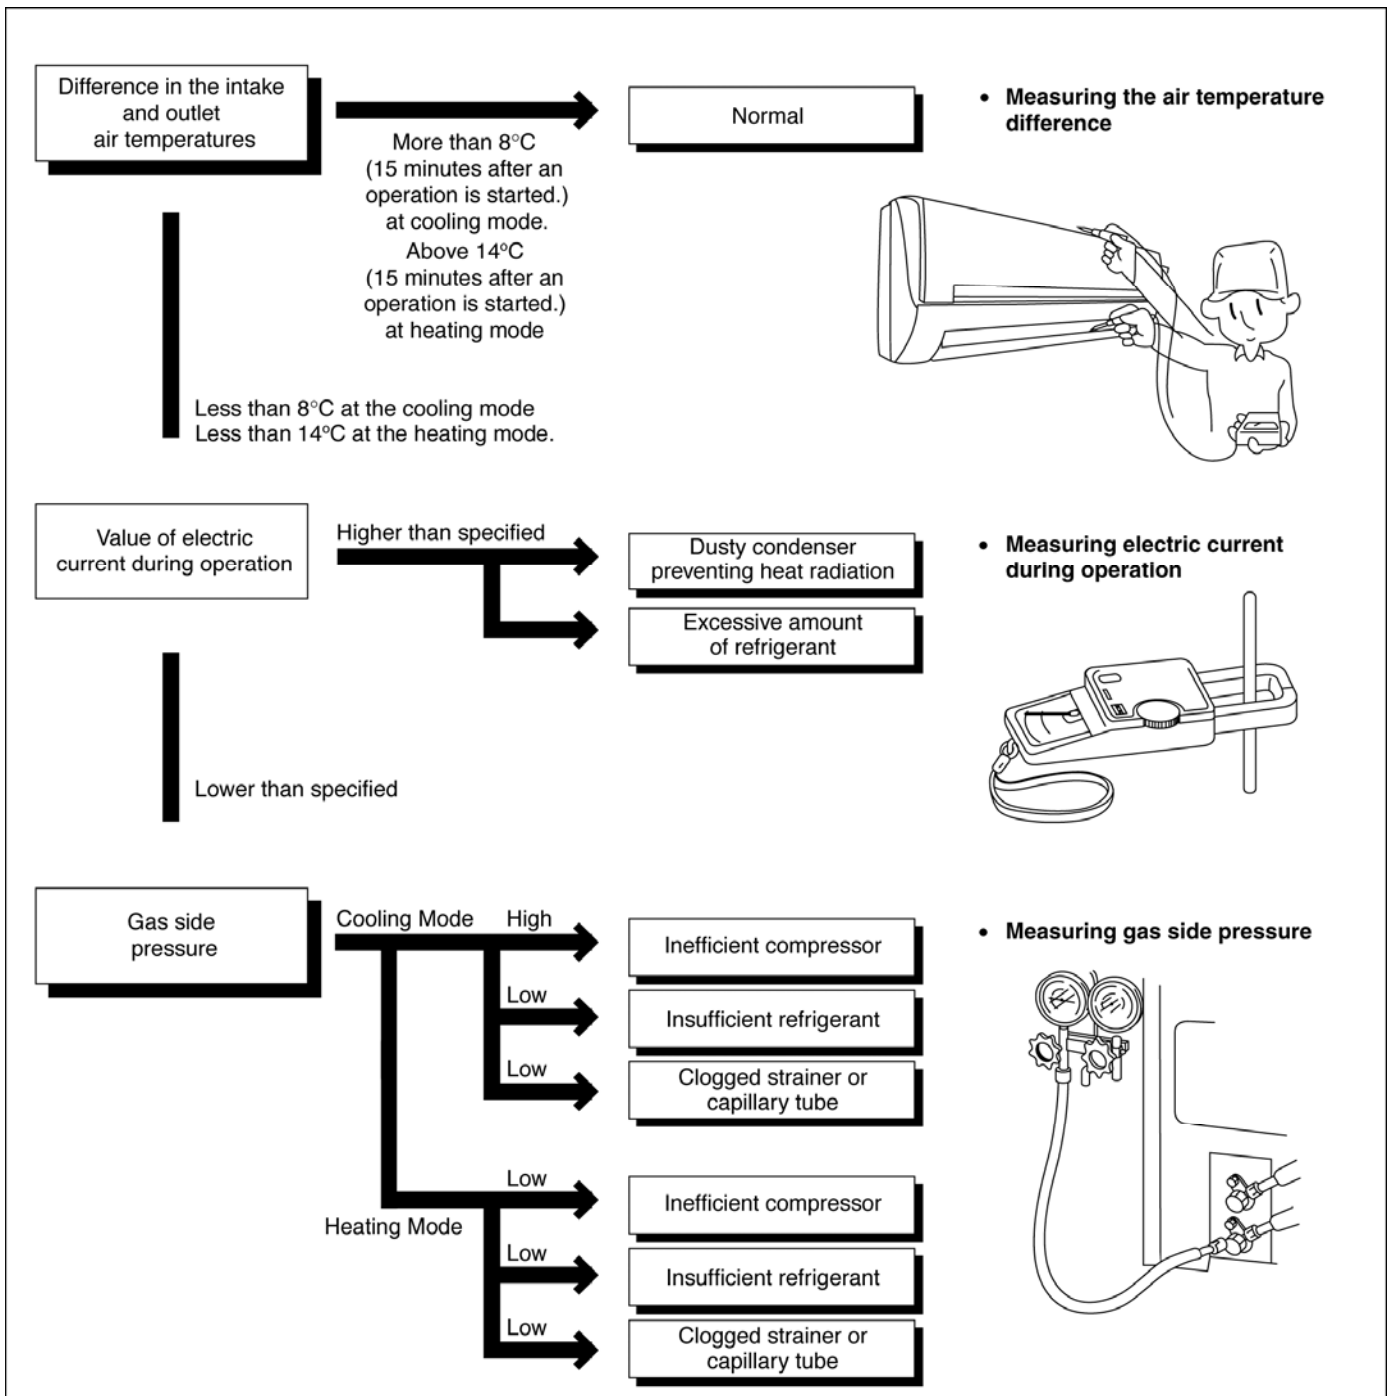 Difference in the intake
and outlet
air temperatures
More than 8°C
(15 minutes after an
operation is started.)
at cooling mode.
Above 14°C
(15 minutes after an
operation is started.)
at heating mode
Normal
• Measuring the air temperature
difference
Less than 8°C at the cooling mode
Less than 14°C at the heating mode.
Value of electric
current during operation
Higher than specified
Dusty condenser
preventing heat radiation
Excessive amount
of refrigerant
• Measuring electric current
during operation
Lower than specified
Gas side
pressure
Cooling Mode
High
Inefficient compressor
Low
Insufficient refrigerant
Low
Clogged strainer or
capillary tube
Heating Mode
Low
Inefficient compressor
Low
Insufficient refrigerant
Low
Clogged strainer or
capillary tube
• Measuring gas side pressure